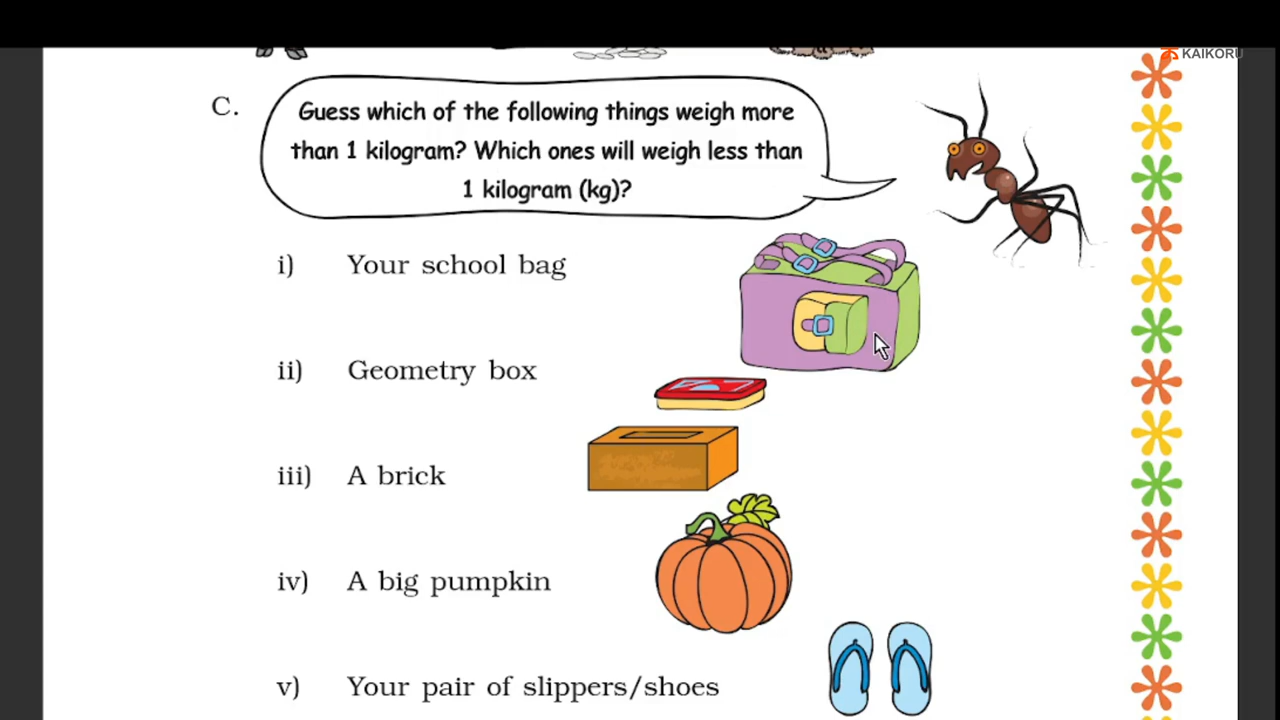 KAIKORU
C.
Guess which of the following things weigh more
than 1 kilogram? Which ones will weigh less than
1 kilogram (kg)?
i) Your school bag
ii) Geometry box
iii) A brick
iv) A big pumpkin
v) Your pair of slippers/shoes